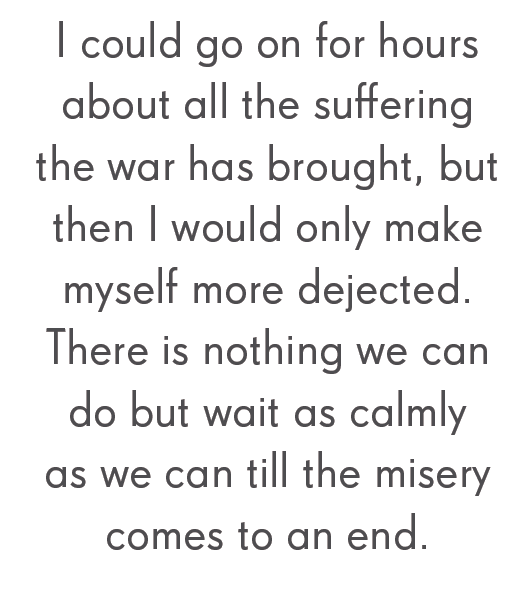 I could go on for hours
about all the suffering
the war has brought, but
then I would only make
myself more dejected.
There is nothing we can
do but wait as calmly
as we can till the misery
comes to an end.